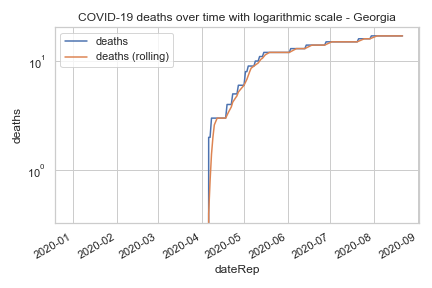 COVID-19 deaths over time with logarithmic scale - Georgia
deaths
deaths (rolling)
10¹
10⁰
deaths
2020-01
2020-02
2020-03
2020-04
2020-05
2020-06
2020-07
2020-08
2020-09
dateRep